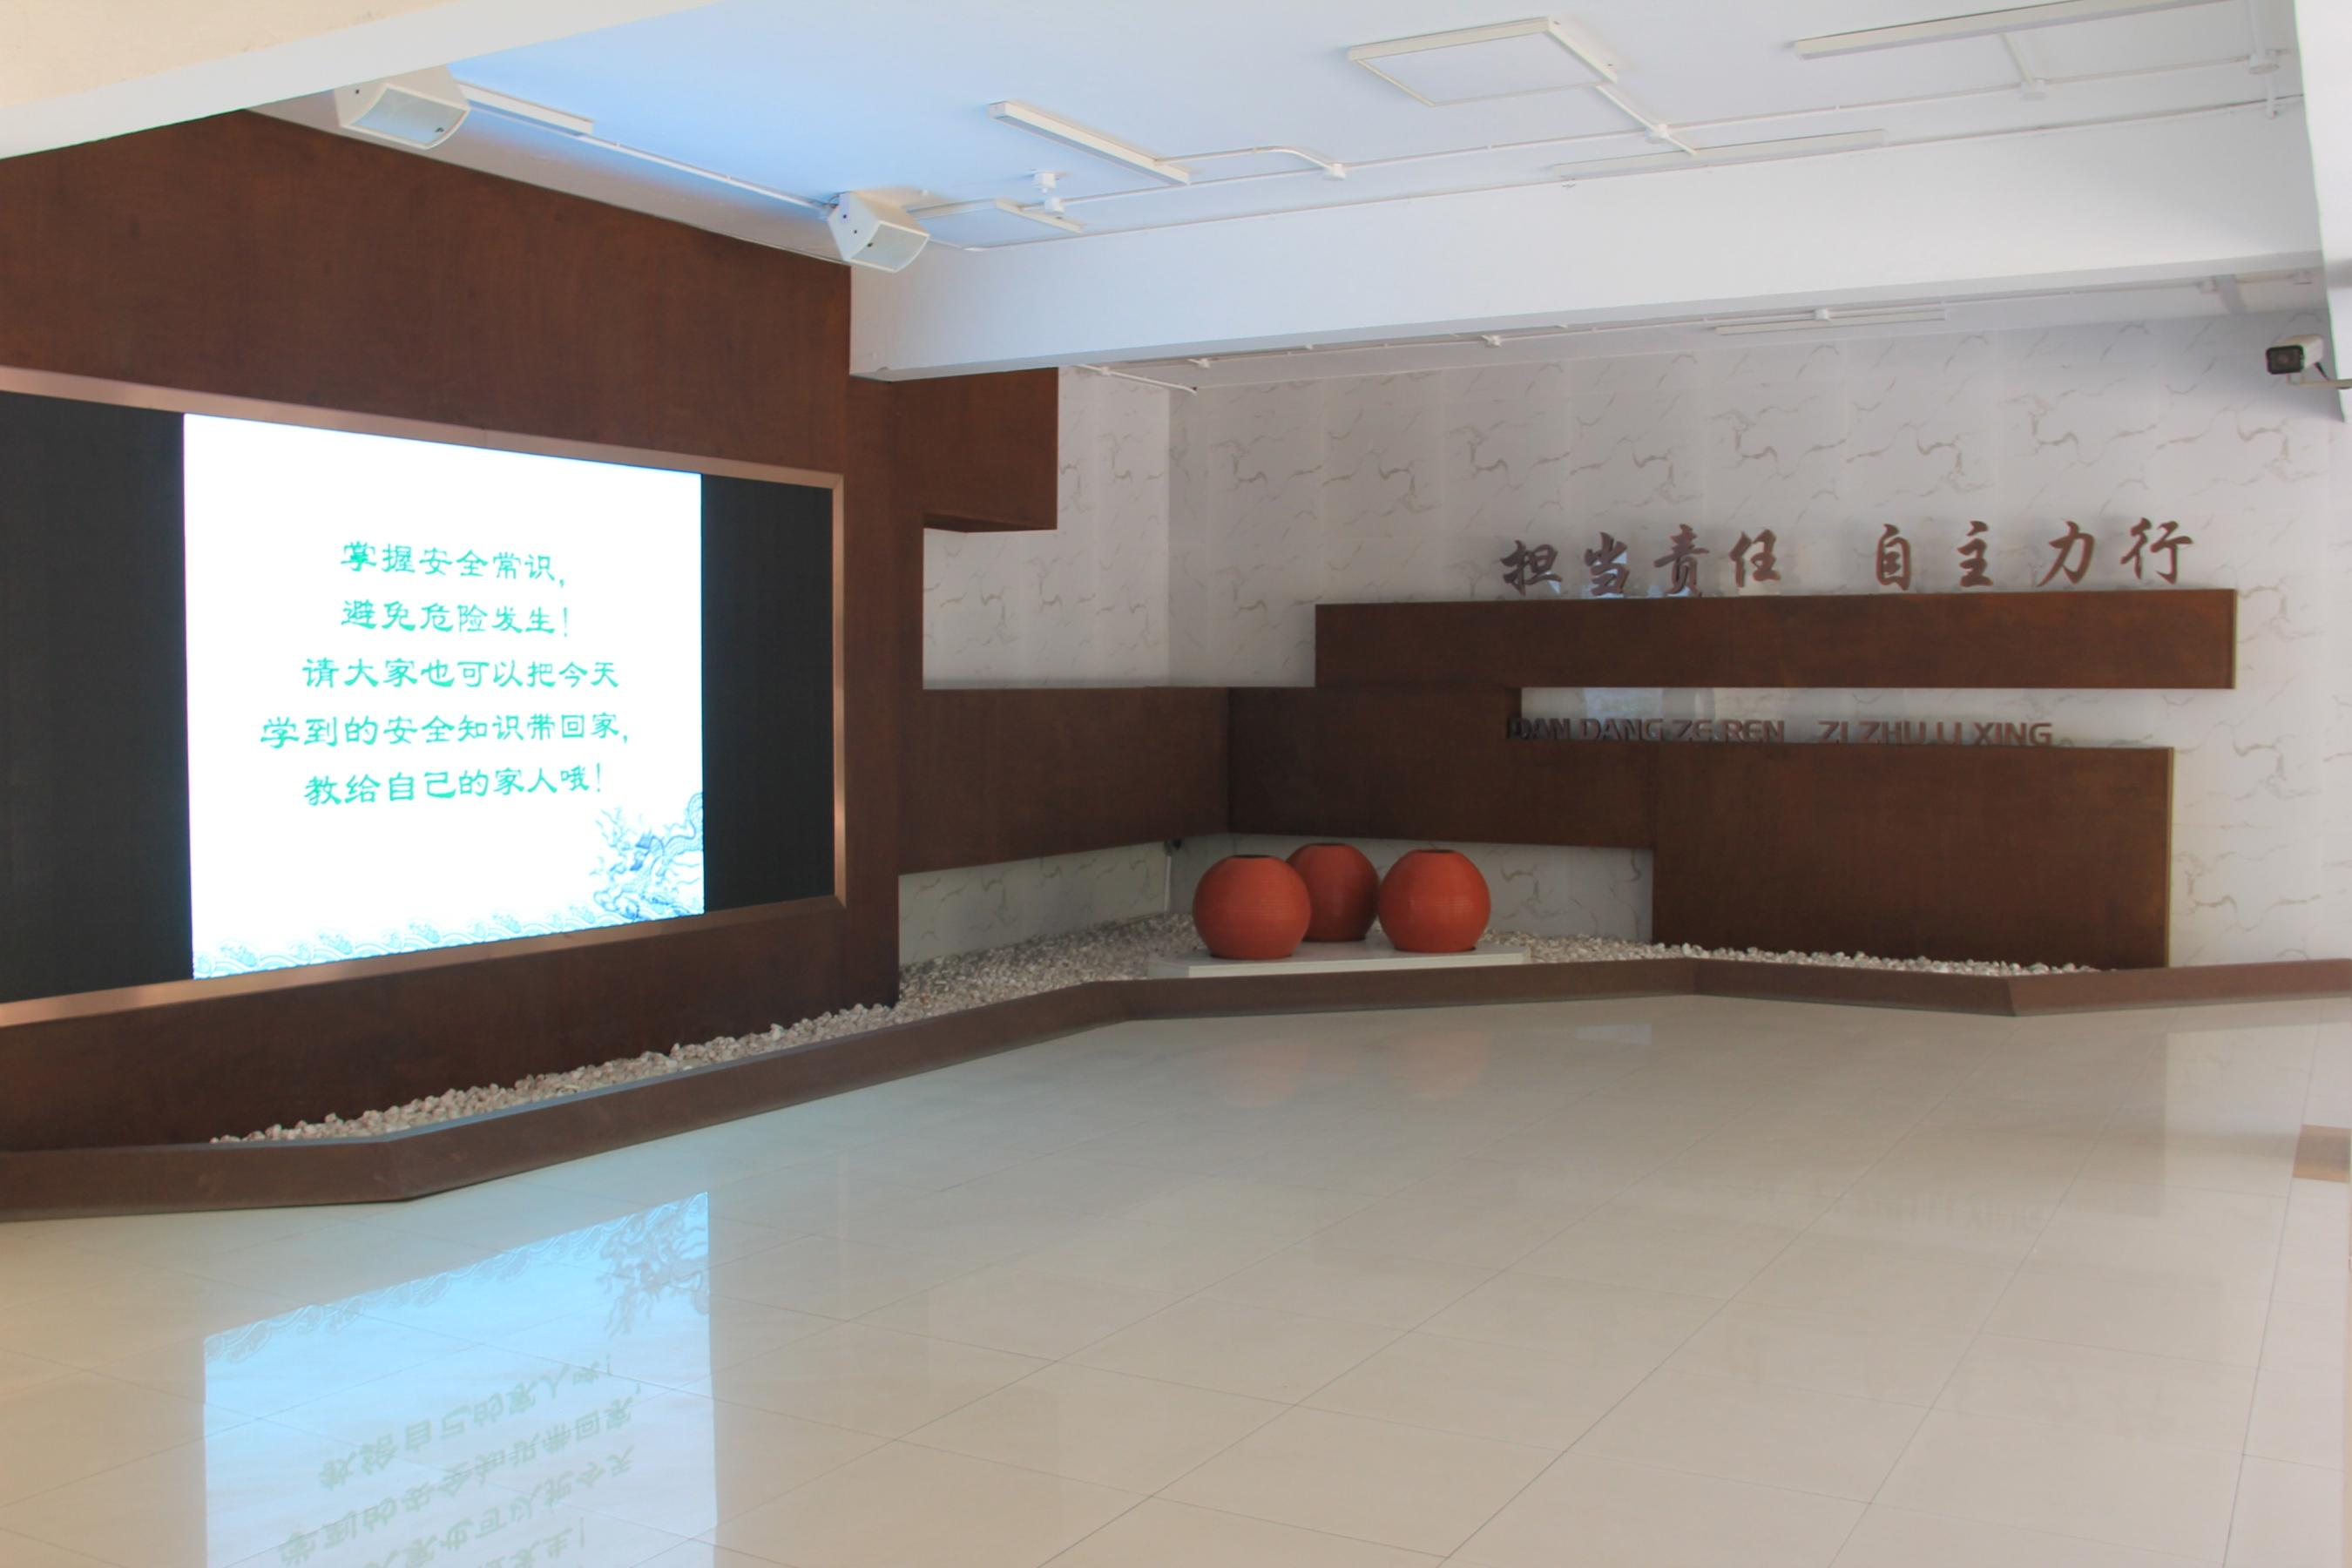 掌握安全常识,
避免危险发生!
请大家也可以把今天
学到的安全知识带回家,
教给自己的家人哦!
担当责任 自主力行
DAN DANG ZE REN ZI ZHU LI XING